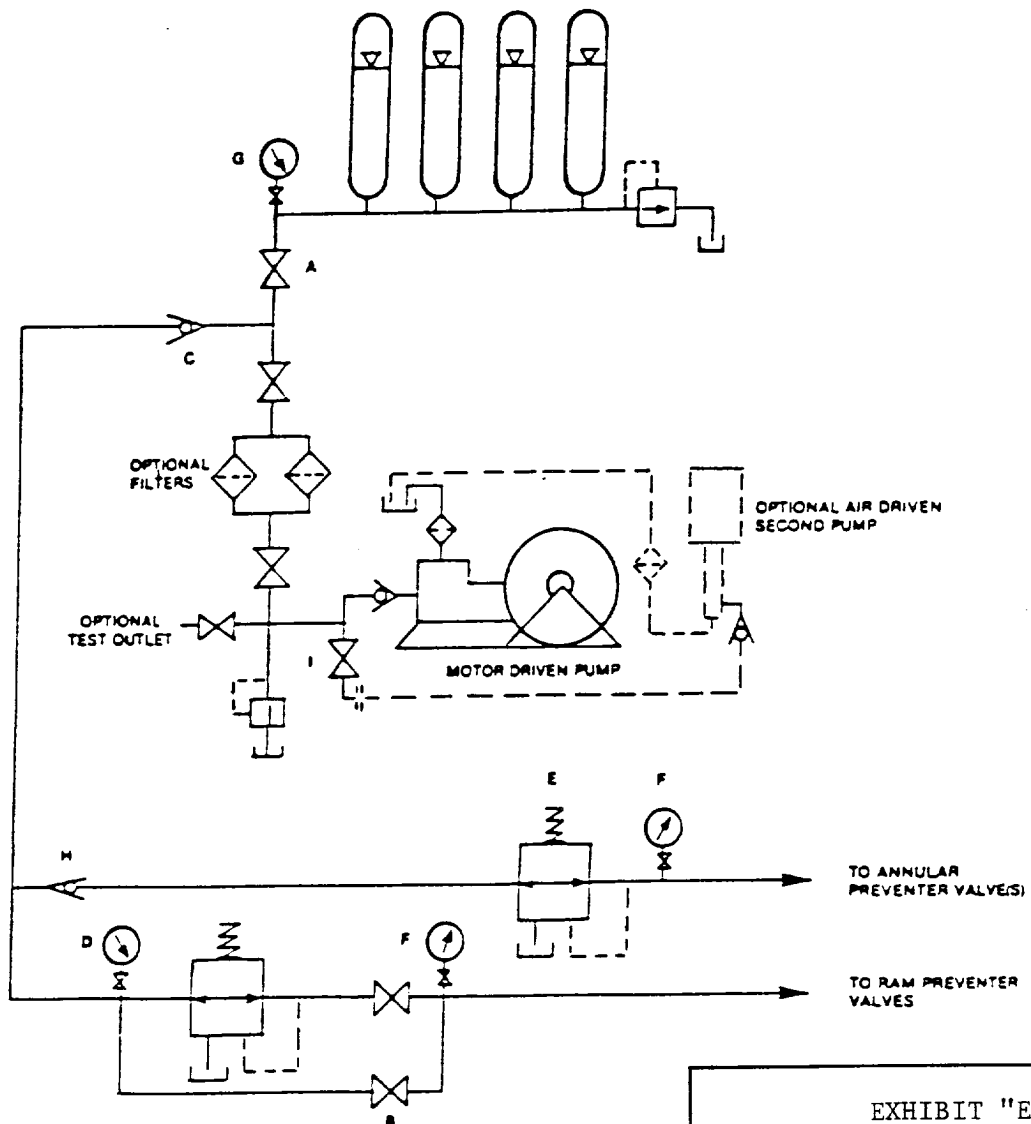 G
A
C
OPTIONAL
FILTERS
OPTIONAL AIR DRIVEN
SECOND PUMP
OPTIONAL
TEST OUTLET
I
MOTOR DRIVEN PUMP
E
F
H
TO ANNULAR
PREVENTER VALVE(S)
D
F
TO RAM PREVENTER
VALVES
B
EXHIBIT "E